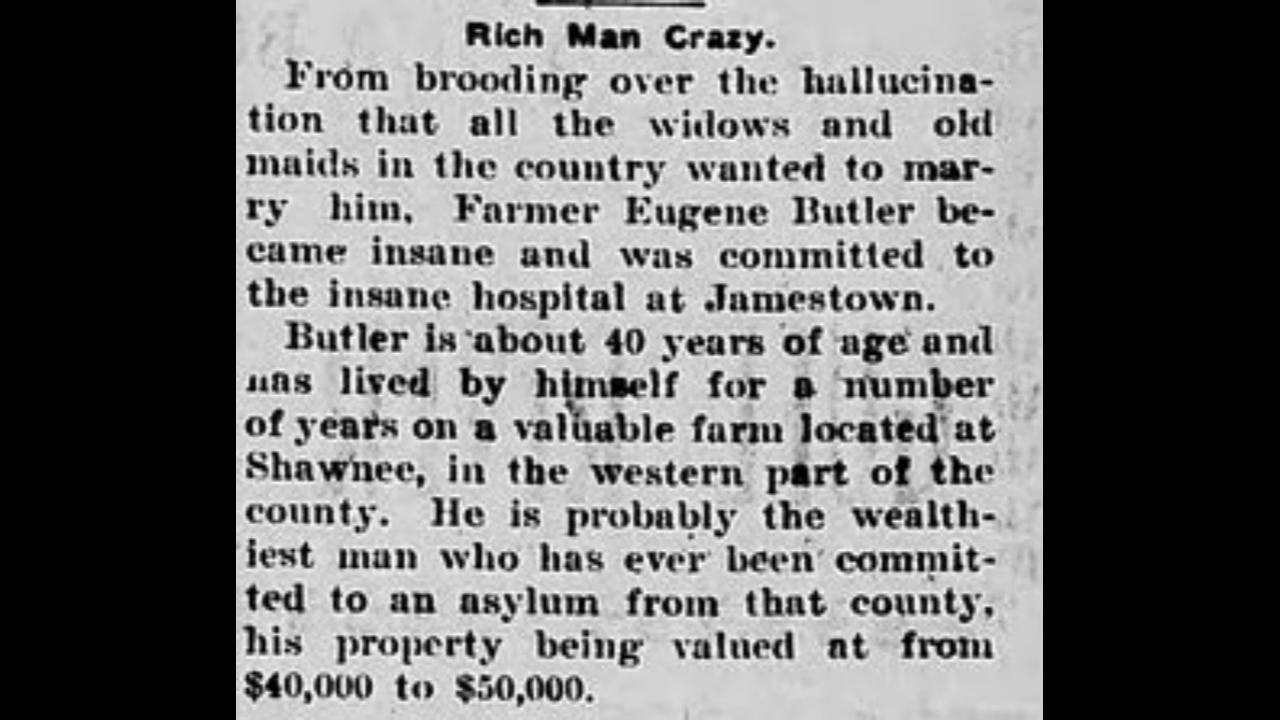 Rich Man Crazy.
From brooding over the hallucina-
tion that all the widows and old
maids in the country wanted to mar-
ry him, Farmer Eugene Butler be-
came insane and was committed to
the insane hospital at Jamestown.
Butler is about 40 years of age and
has lived by himself for a number
of years on a valuable farm located at
Shawnee, in the western part of the
county. He is probably the wealth-
iest man who has ever been commit-
ted to an asylum from that county,
his property being valued at from
$40,000 to $50,000.